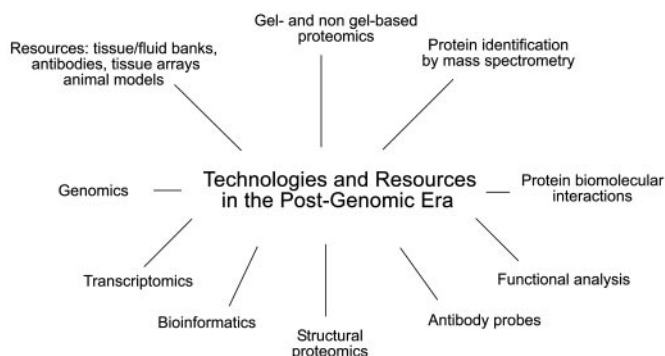 Gel- and non gel-based
proteomics
Resources: tissue/fluid banks,
antibodies, tissue arrays
animal models
Protein identification
by mass spectrometry
Technologies and Resources
in the Post-Genomic Era
Genomics
Protein biomolecular
interactions
Transcriptomics
Functional analysis
Bioinformatics
Antibody probes
Structural
proteomics